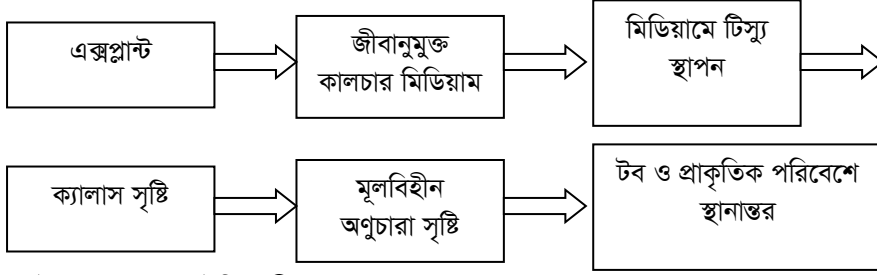 এক্সপ্লান্ট
জীবানুমুক্ত
কালচার মিডিয়াম
মিডিয়ামে টিস্যু
স্থাপন
ক্যালাস সৃষ্টি
মূলবিহীন
অণুচারা সৃষ্টি
টব ও প্রাকৃতিক পরিবেশে
স্থানান্তর